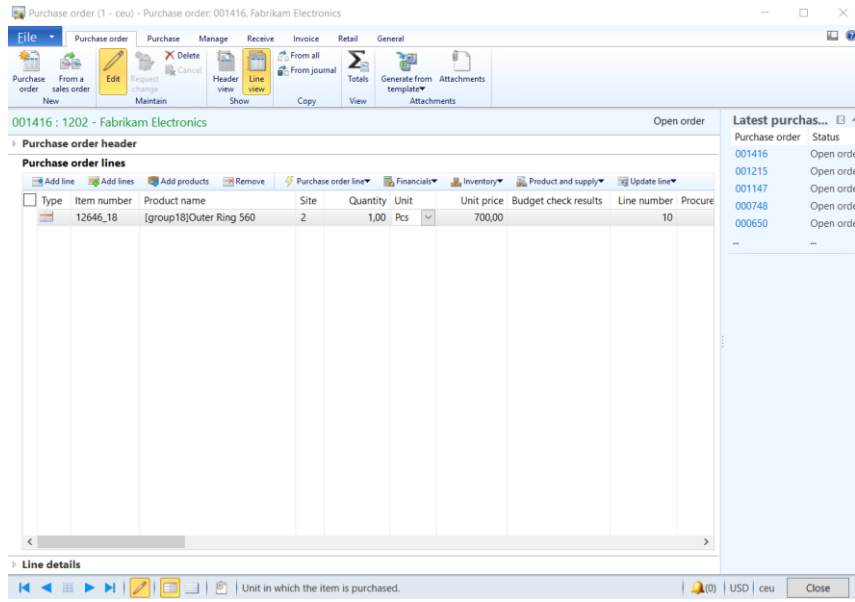 Purchase order (1 - ceu) - Purchase order: 001416, Fabrikam Electronics
File Purchase order Purchase Manage Receive Invoice Retail General
Purchase order
From a sales order
New
Edit
Request change
Delete
Cancel
Maintain
Header view
Line view
Show
From all
From journal
Copy
Totals
View
Generate from template
Attachments
Attachments
001416 : 1202 - Fabrikam Electronics Open order
Purchase order header
Purchase order lines
Add line Add lines Add products Remove Purchase order line Financials Inventory Product and supply Update line
Type Item number Product name Site Quantity Unit Unit price Budget check results Line number Procure
12646_18 [group18]Outer Ring 560 2 1,00 Pcs 700,00 10
Line details
Unit in which the item is purchased.
(0) USD ceu Close
Latest purchas...
Purchase order Status
001416 Open orde
001215 Open orde
001147 Open orde
000748 Open orde
000650 Open orde
... ...